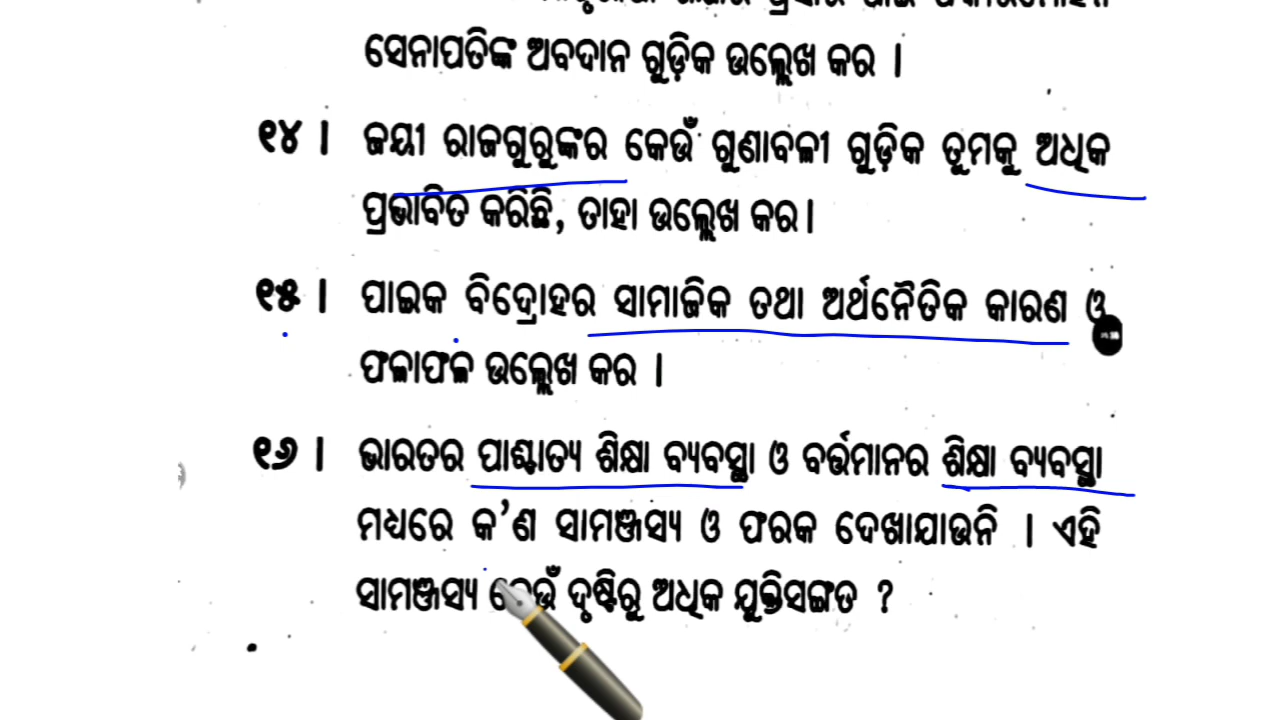 ସେନାପତିଙ୍କ ଅବଦାନ ଗୁଡ଼ିକ ଉଲ୍ଲେଖ କର ।
୧୪ । ଜୟୀ ରାଜଗୁରୁଙ୍କର କେଉଁ ଗୁଣାବଳୀ ଗୁଡ଼ିକ ତୁମକୁ ଅଧିକ
ପ୍ରଭାବିତ କରିଛି, ତାହା ଉଲ୍ଲେଖ କର।
୧୫ । ପାଇକ ବିଦ୍ରୋହର ସାମାଜିକ ତଥା ଅର୍ଥନୈତିକ କାରଣ ଓ
ଫଳାଫଳ ଉଲ୍ଲେଖ କର ।
୧୬ । ଭାରତର ପାଶ୍ଚାତ୍ୟ ଶିକ୍ଷା ବ୍ୟବସ୍ଥା ଓ ବର୍ତ୍ତମାନର ଶିକ୍ଷା ବ୍ୟବସ୍ଥା
ମଧ୍ୟରେ କ'ଣ ସାମଞ୍ଜସ୍ୟ ଓ ଫରକ ଦେଖାଯାଉନି । ଏହି
ସାମଞ୍ଜସ୍ୟ କେଉଁ ଦୃଷ୍ଟିରୁ ଅଧିକ ଯୁକ୍ତିସଙ୍ଗତ ?